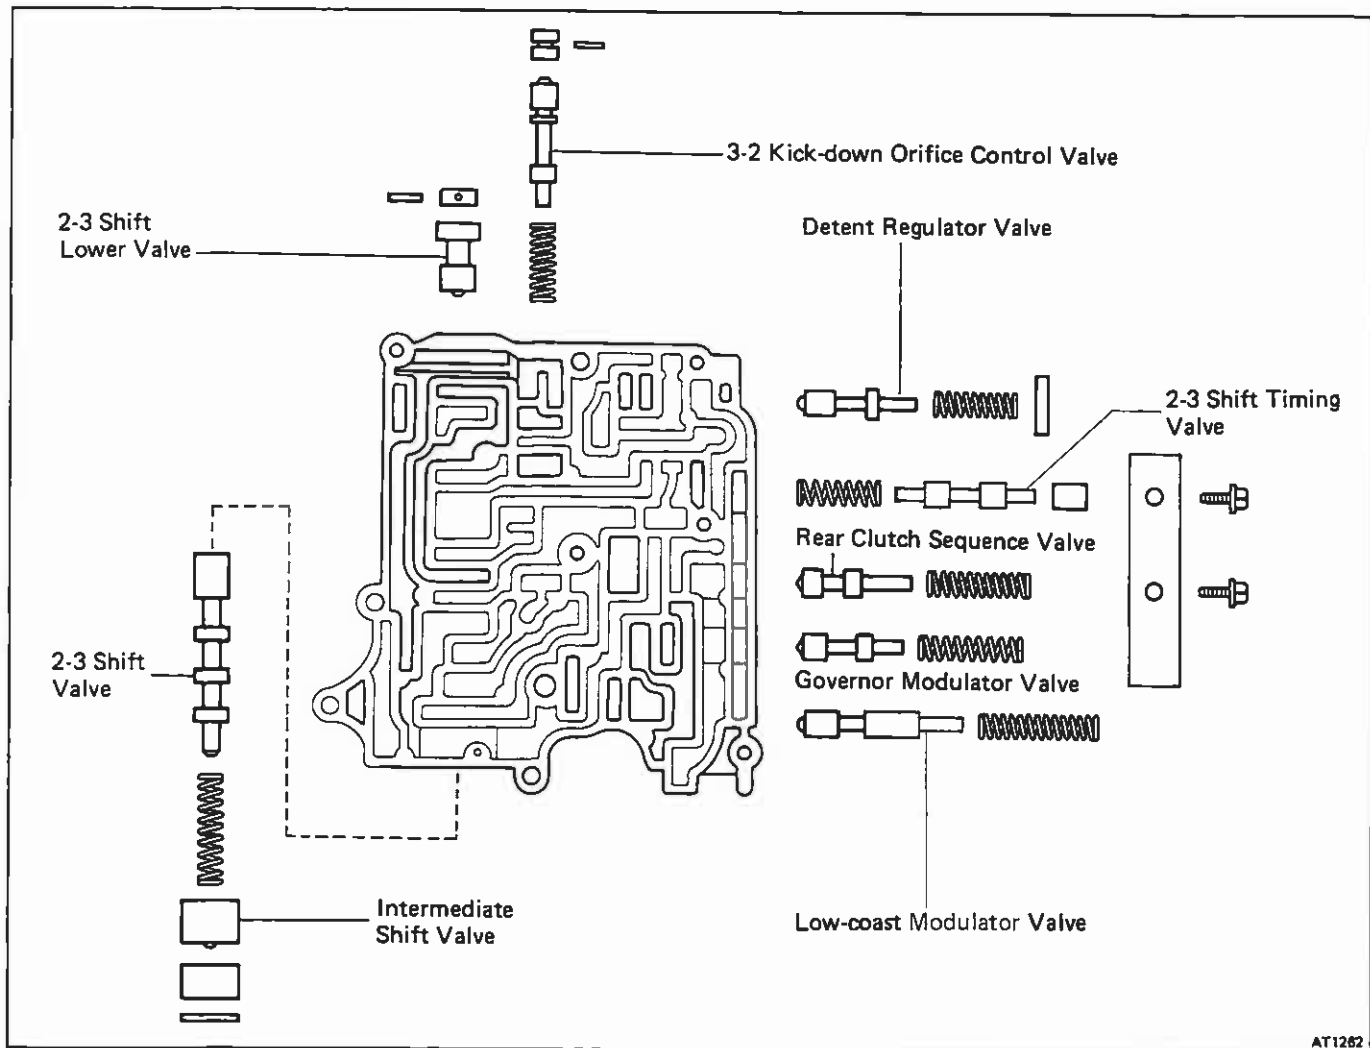 3-2 Kick-down Orifice Control Valve
2-3 Shift
Lower Valve
Detent Regulator Valve
2-3 Shift Timing
Valve
Rear Clutch Sequence Valve
2-3 Shift
Valve
Governor Modulator Valve
Intermediate
Shift Valve
Low-coast Modulator Valve
AT1262